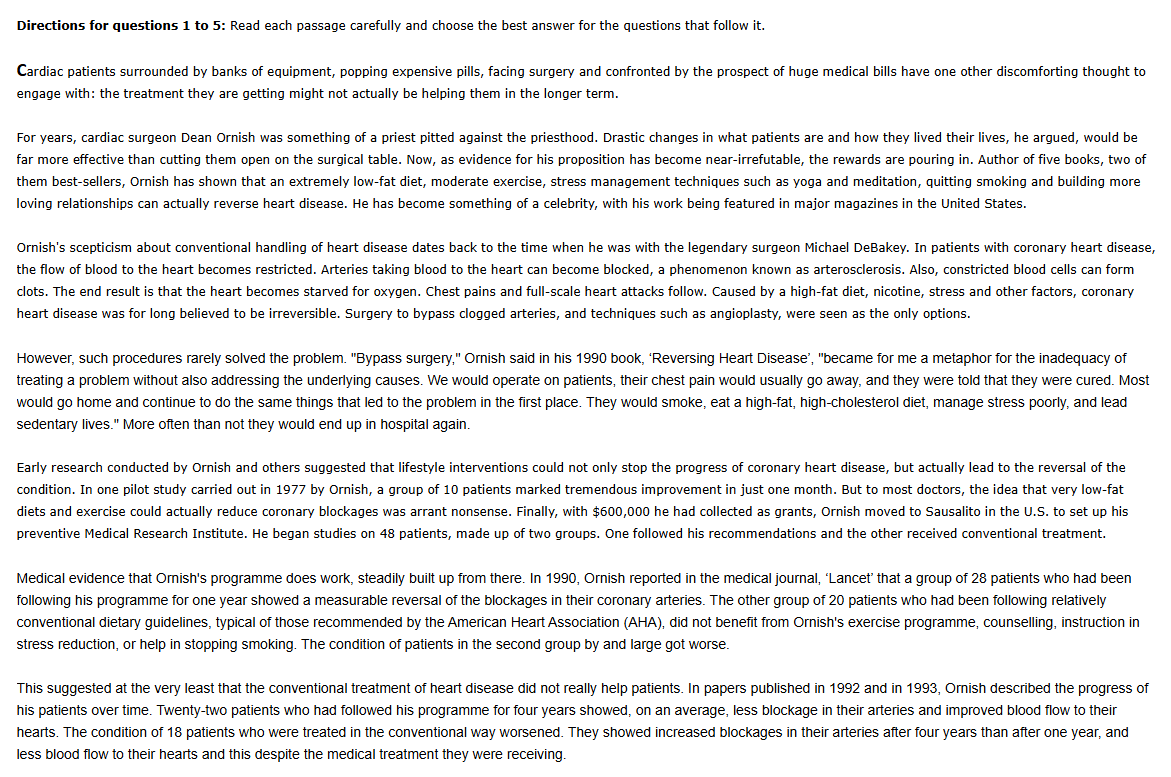 Directions for questions 1 to 5: Read each passage carefully and choose the best answer for the questions that follow it.
Cardiac patients surrounded by banks of equipment, popping expensive pills, facing surgery and confronted by the prospect of huge medical bills have one other discomforting thought to
engage with: the treatment they are getting might not actually be helping them in the longer term.
For years, cardiac surgeon Dean Ornish was something of a priest pitted against the priesthood. Drastic changes in what patients are and how they lived their lives, he argued, would be
far more effective than cutting them open on the surgical table. Now, as evidence for his proposition has become near-irrefutable, the rewards are pouring in. Author of five books, two of
them best-sellers, Ornish has shown that an extremely low-fat diet, moderate exercise, stress management techniques such as yoga and meditation, quitting smoking and building more
loving relationships can actually reverse heart disease. He has become something of a celebrity, with his work being featured in major magazines in the United States.
Ornish's scepticism about conventional handling of heart disease dates back to the time when he was with the legendary surgeon Michael DeBakey. In patients with coronary heart disease,
the flow of blood to the heart becomes restricted. Arteries taking blood to the heart can become blocked, a phenomenon known as arterosclerosis. Also, constricted blood cells can form
clots. The end result is that the heart becomes starved for oxygen. Chest pains and full-scale heart attacks follow. Caused by a high-fat diet, nicotine, stress and other factors, coronary
heart disease was for long believed to be irreversible. Surgery to bypass clogged arteries, and techniques such as angioplasty, were seen as the only options.
However, such procedures rarely solved the problem. "Bypass surgery," Ornish said in his 1990 book, ‘Reversing Heart Disease’, "became for me a metaphor for the inadequacy of
treating a problem without also addressing the underlying causes. We would operate on patients, their chest pain would usually go away, and they were told that they were cured. Most
would go home and continue to do the same things that led to the problem in the first place. They would smoke, eat a high-fat, high-cholesterol diet, manage stress poorly, and lead
sedentary lives." More often than not they would end up in hospital again.
Early research conducted by Ornish and others suggested that lifestyle interventions could not only stop the progress of coronary heart disease, but actually lead to the reversal of the
condition. In one pilot study carried out in 1977 by Ornish, a group of 10 patients marked tremendous improvement in just one month. But to most doctors, the idea that very low-fat
diets and exercise could actually reduce coronary blockages was arrant nonsense. Finally, with $600,000 he had collected as grants, Ornish moved to Sausalito in the U.S. to set up his
preventive Medical Research Institute. He began studies on 48 patients, made up of two groups. One followed his recommendations and the other received conventional treatment.
Medical evidence that Ornish's programme does work, steadily built up from there. In 1990, Ornish reported in the medical journal, ‘Lancet’ that a group of 28 patients who had been
following his programme for one year showed a measurable reversal of the blockages in their coronary arteries. The other group of 20 patients who had been following relatively
conventional dietary guidelines, typical of those recommended by the American Heart Association (AHA), did not benefit from Ornish's exercise programme, counselling, instruction in
stress reduction, or help in stopping smoking. The condition of patients in the second group by and large got worse.
This suggested at the very least that the conventional treatment of heart disease did not really help patients. In papers published in 1992 and in 1993, Ornish described the progress of
his patients over time. Twenty-two patients who had followed his programme for four years showed, on an average, less blockage in their arteries and improved blood flow to their
hearts. The condition of 18 patients who were treated in the conventional way worsened. They showed increased blockages in their arteries after four years than after one year, and
less blood flow to their hearts and this despite the medical treatment they were receiving.